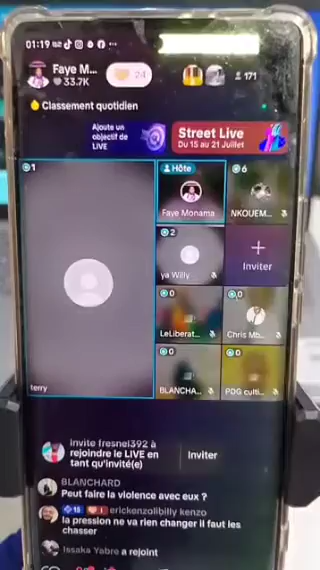 01:19
Faye M...
33.7K
24
171
Classement quotidien
Ajoute un
objectif de
LIVE
Street Live
Du 15 au 21 Juillet
1
Hôte
Faye Monama
6
NKOUEM...
2
ya Willy
Inviter
0
LeLiberat...
0
Chris Mb...
0
BLANCHA...
0
PDG culti...
terry
Invite fresnel392 à
rejoindre le LIVE en
tant qu'invité(e)
Inviter
BLANCHARD
Peut faire la violence avec eux ?
15
1
erickenzolibilly kenzo
la pression ne va rien changer il faut les
chasser
Issaka Yabre a rejoint